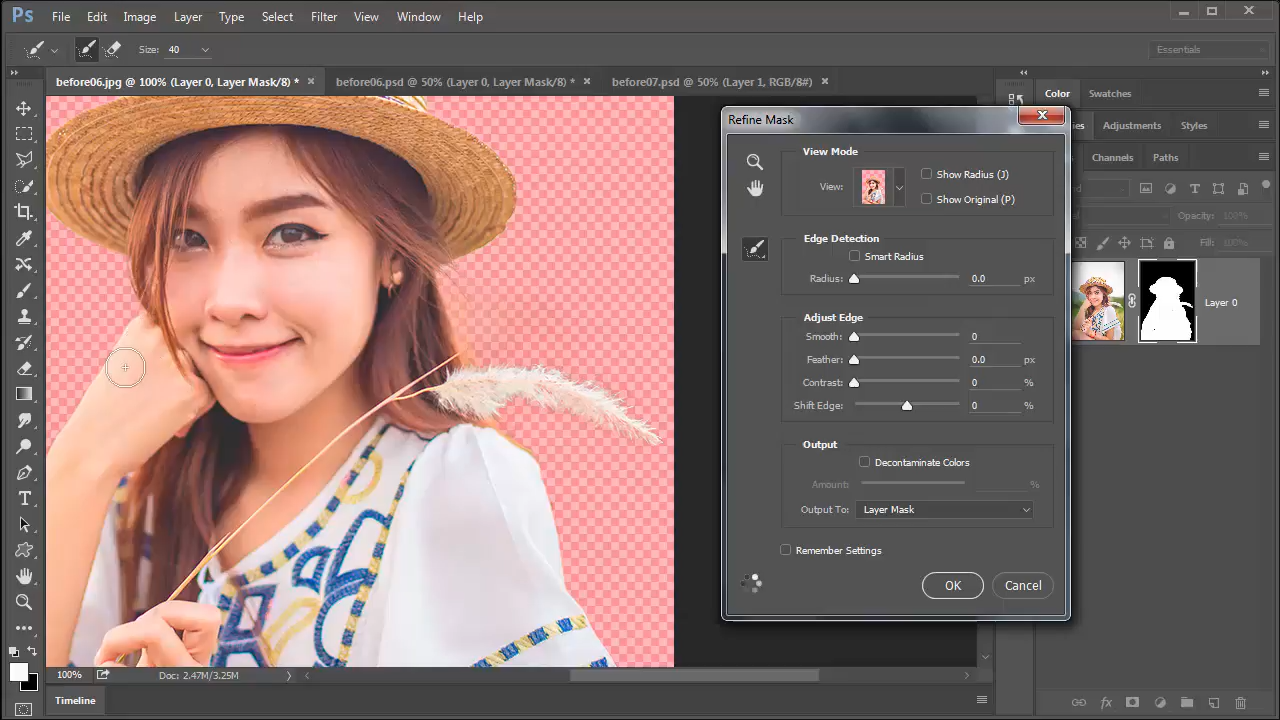 Ps File Edit Image Layer Type Select Filter View Window Help
Size: 40 Essentials
before06.jpg @ 100% (Layer 0, Layer Mask/8) * before06.psd @ 50% (Layer 0, Layer Mask/8) * before07.psd @ 50% (Layer 1, RGB/8#)
Color Swatches
Refine Mask
Adjustments Styles
View Mode
Channels Paths
View: Show Radius (J)
Show Original (P)
Opacity: 100%
Edge Detection
Fill: 100%
Smart Radius
Radius: 0.0 px
Layer 0
Adjust Edge
Smooth: 0
Feather: 0.0 px
Contrast: 0 %
Shift Edge: 0 %
Output
Decontaminate Colors
Amount: %
Output To: Layer Mask
Remember Settings
OK Cancel
100% Doc: 2.47M/3.25M
Timeline